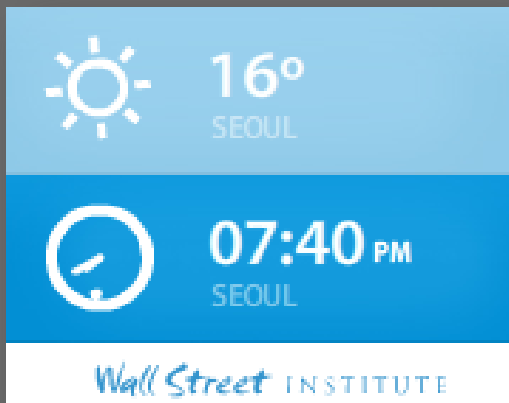 16º
SEOUL
07:40 PM
SEOUL
Wall Street INSTITUTE